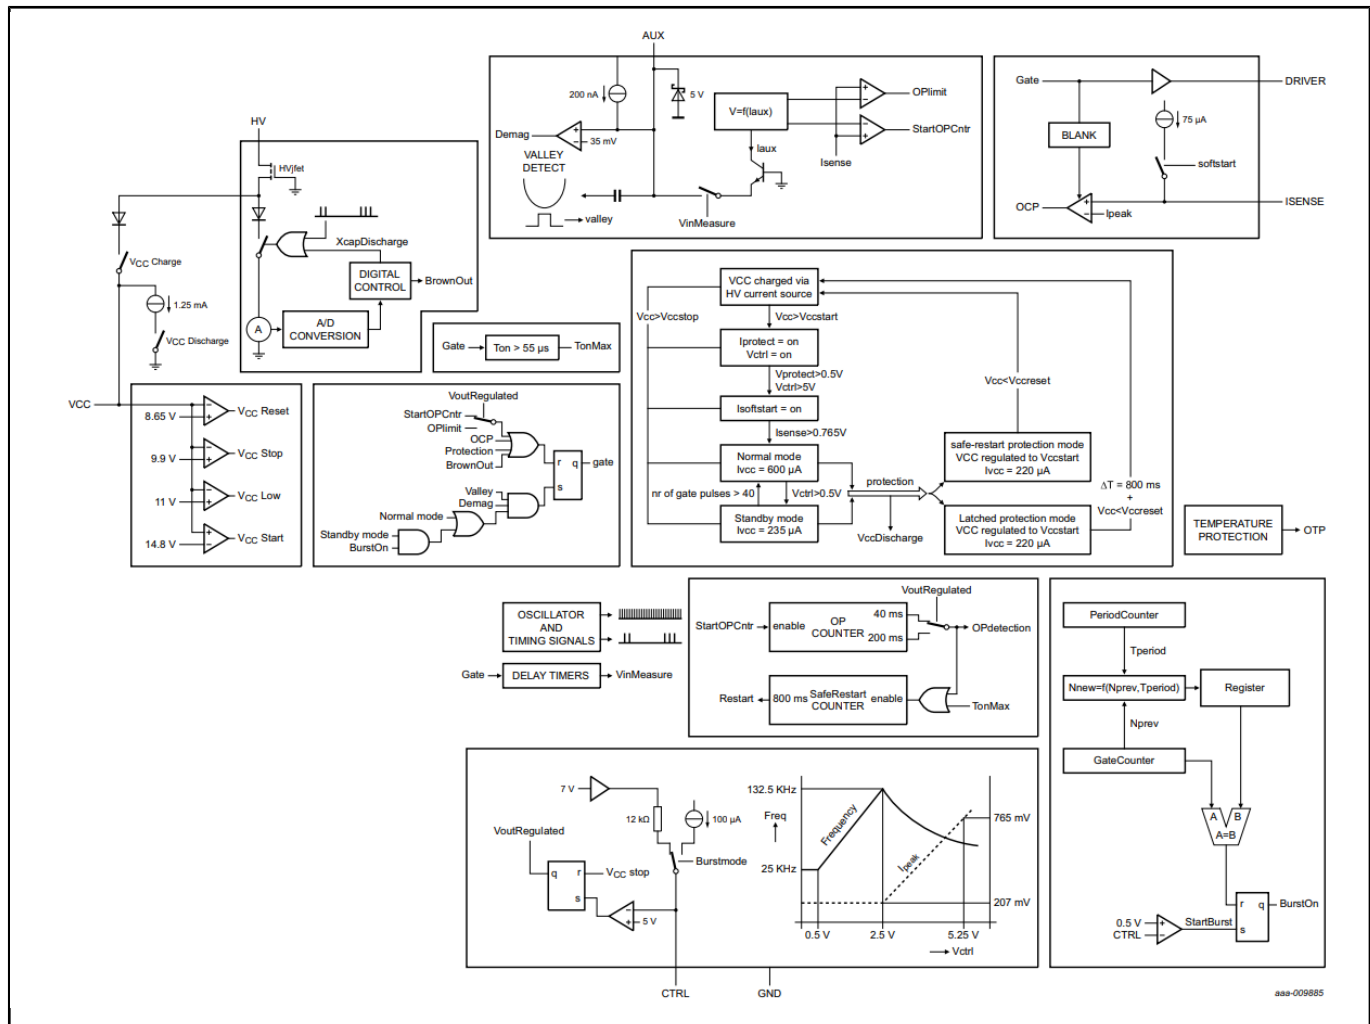 AUX
200 nA
5 V
Demag
35 mV
VALLEY
DETECT
valley
V=f(Iaux)
Iaux
VinMeasure
OPlimit
StartOPCntr
Isense
Gate
DRIVER
75 µA
BLANK
softstart
OCP
Ipeak
ISENSE
HV
HVjfet
XcapDischarge
DIGITAL
CONTROL
BrownOut
A
A/D
CONVERSION
VCC Charge
1.25 mA
VCC Discharge
Gate
Ton > 55 µs
TonMax
VCC
8.65 V
VCC Reset
9.9 V
VCC Stop
11 V
VCC Low
14.8 V
VCC Start
VoutRegulated
StartOPCntr
OPlimit
OCP
Protection
BrownOut
r q
s
gate
Valley
Demag
Normal mode
Standby mode
BurstOn
VCC charged via
HV current source
Vcc>Vccstop
Vcc>Vccstart
Iprotect = on
Vctrl = on
Vprotect>0.5V
Vctrl>5V
Isoftstart = on
Isense>0.765V
Normal mode
Ivcc = 600 µA
nr of gate pulses > 40
Vctrl>0.5V
Standby mode
Ivcc = 235 µA
protection
VccDischarge
Vcc<Vccreset
safe-restart protection mode
VCC regulated to Vccstart
Ivcc = 220 µA
Latched protection mode
VCC regulated to Vccstart
Ivcc = 220 µA
ΔT = 800 ms
+
Vcc<Vccreset
TEMPERATURE
PROTECTION
OTP
OSCILLATOR
AND
TIMING SIGNALS
Gate
DELAY TIMERS
VinMeasure
VoutRegulated
StartOPCntr
enable OP
COUNTER
40 ms
200 ms
OPdetection
Restart
800 ms SafeRestart enable
COUNTER
TonMax
PeriodCounter
Tperiod
Nnew=f(Nprev,Tperiod)
Register
Nprev
GateCounter
A B
A=B
r q
s
BurstOn
0.5 V
CTRL
StartBurst
7 V
12 kΩ
100 µA
VoutRegulated
Burstmode
q r
s
VCC stop
5 V
132.5 KHz
Freq
25 KHz
Frequency
Ipeak
765 mV
207 mV
0.5 V 2.5 V 5.25 V
Vctrl
CTRL
GND
aaa-009885